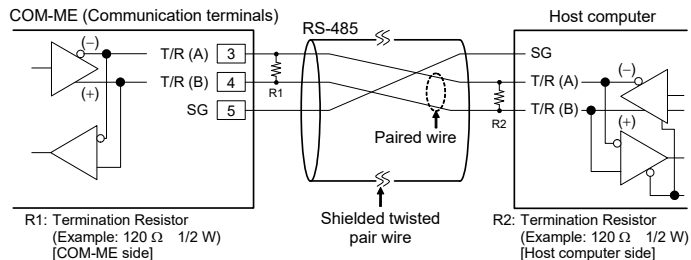 COM-ME (Communication terminals)
Host computer
RS-485
(−)
T/R (A) 3
T/R (B) 4
(+)
SG 5
R1
SG
T/R (A)
T/R (B)
(−)
(+)
R2
Paired wire
Shielded twisted
pair wire
R1: Termination Resistor
(Example: 120 Ω 1/2 W)
[COM-ME side]
R2: Termination Resistor
(Example: 120 Ω 1/2 W)
[Host computer side]